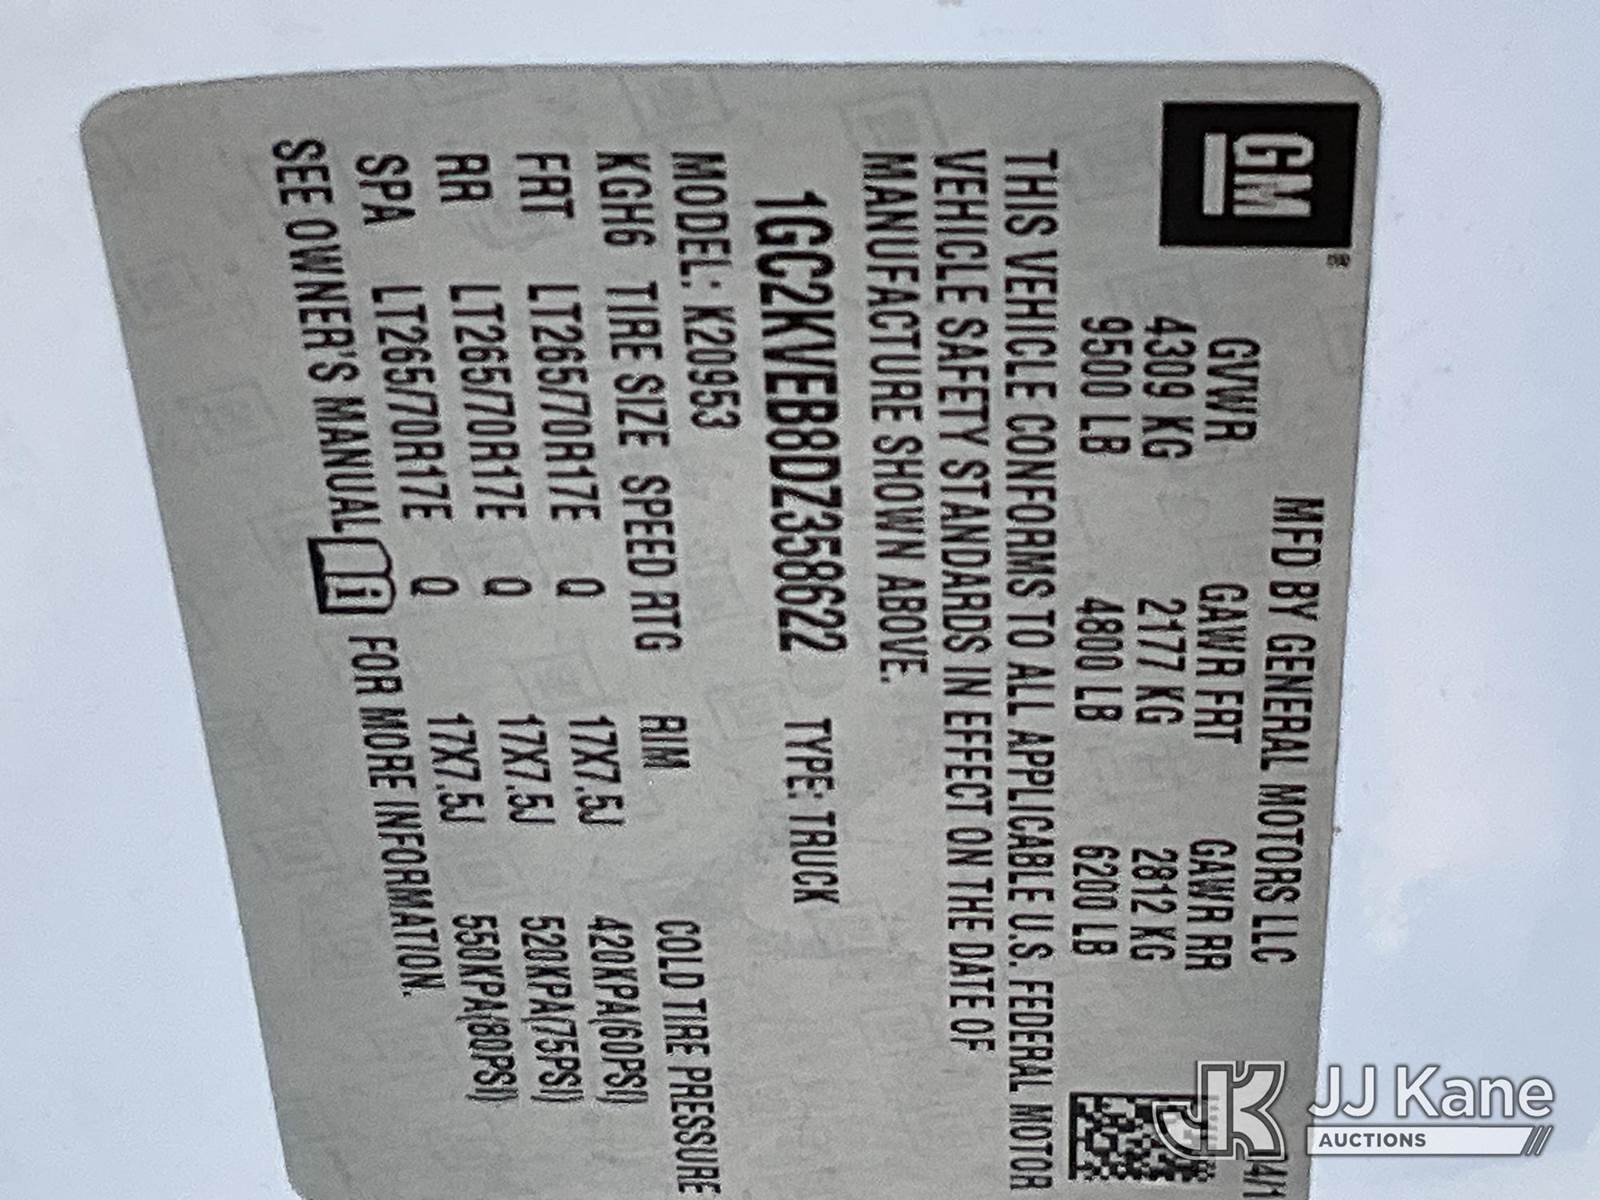 GM
MFD BY GENERAL MOTORS LLC
GVWR GAWR FRT GAWR RR
4309 KG 2177 KG 2812 KG
9500 LB 4800 LB 6200 LB
THIS VEHICLE CONFORMS TO ALL APPLICABLE U.S. FEDERAL MOTOR
VEHICLE SAFETY STANDARDS IN EFFECT ON THE DATE OF
MANUFACTURE SHOWN ABOVE.
1GC2KVEB8DZ358622 TYPE: TRUCK
MODEL: K20953
KGH6 TIRE SIZE SPEED RTG RIM COLD TIRE PRESSURE
FRT LT265/70R17E Q 17X7.5J 420KPA(60PSI)
RR LT265/70R17E Q 17X7.5J 520KPA(75PSI)
SPA LT265/70R17E Q 17X7.5J 550KPA(80PSI)
SEE OWNER'S MANUAL i FOR MORE INFORMATION.
JK JJ Kane
AUCTIONS